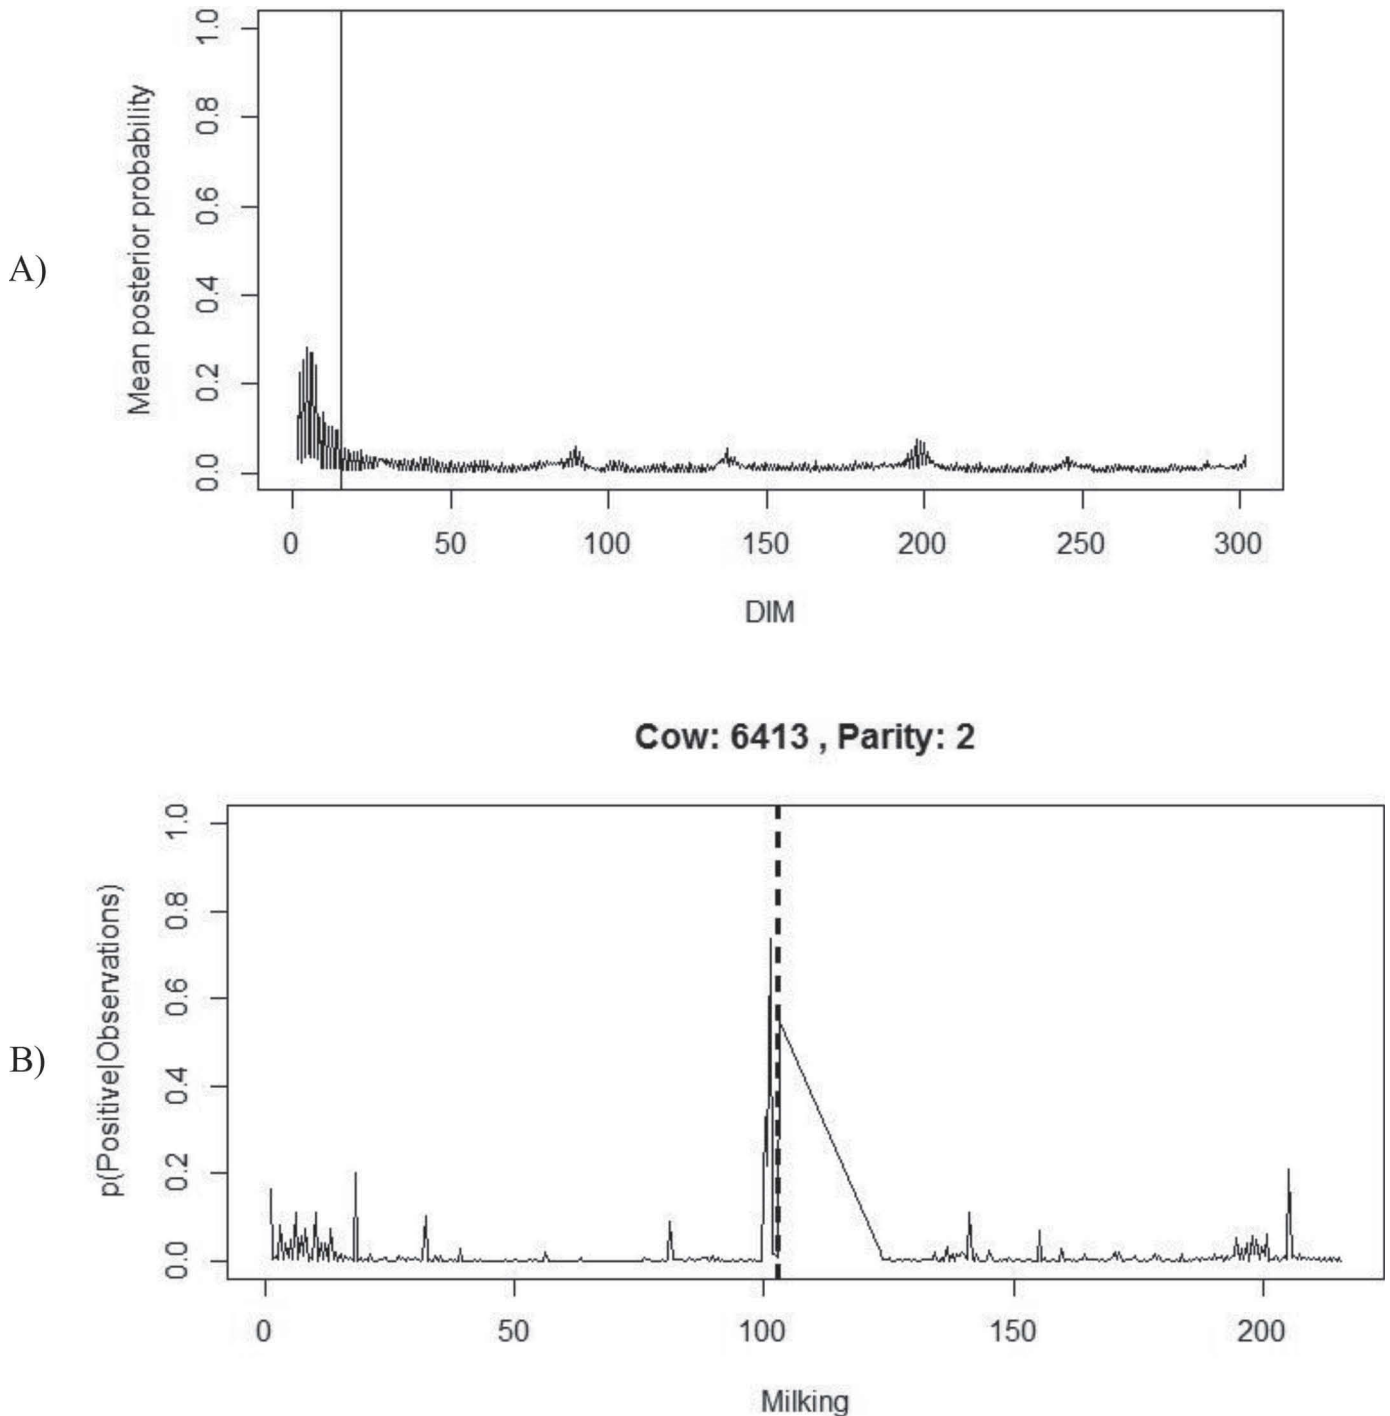 A)
Mean posterior probability
1.0
0.8
0.6
0.4
0.2
0.0
0 50 100 150 200 250 300
DIM
Cow: 6413 , Parity: 2
B)
p(Positive|Observations)
1.0
0.8
0.6
0.4
0.2
0.0
0 50 100 150 200
Milking